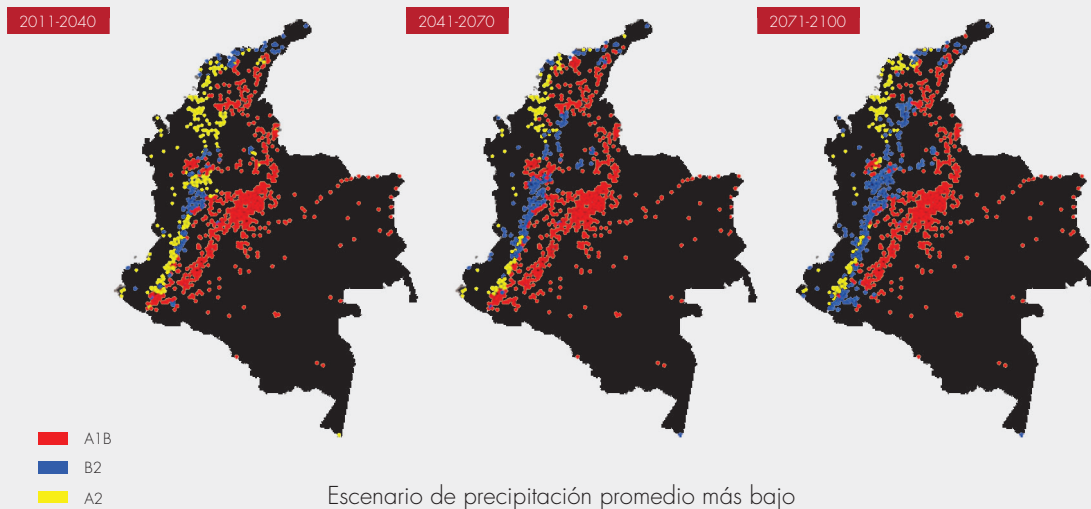 2011-2040
2041-2070
2071-2100
A1B
B2
A2
Escenario de precipitación promedio más bajo